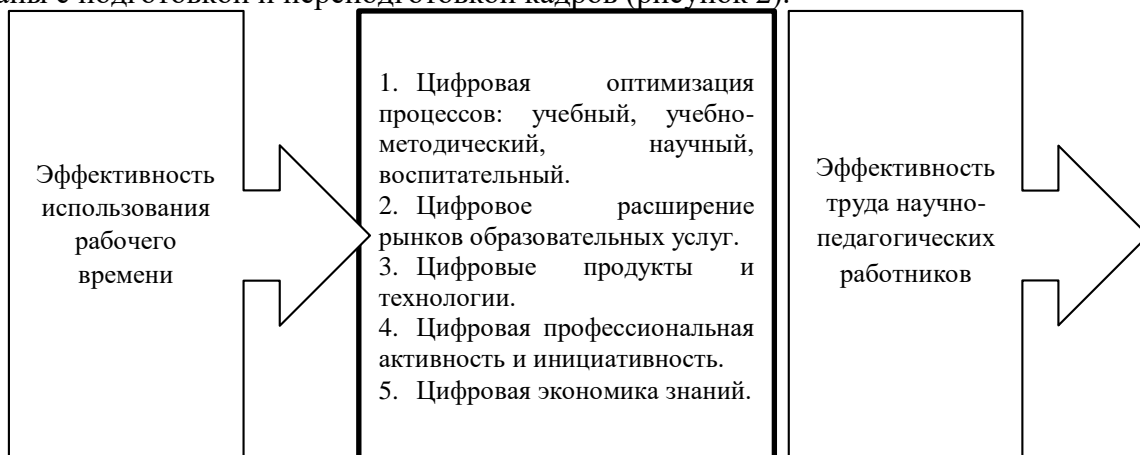 аны с подготовкой и переподготовкой кадров (рисунок 2).
Эффективность
использования
рабочего
времени
1. Цифровая оптимизация
процессов: учебный, учебно-
методический, научный,
воспитательный.
2. Цифровое расширение
рынков образовательных услуг.
3. Цифровые продукты и
технологии.
4. Цифровая профессиональная
активность и инициативность.
5. Цифровая экономика знаний.
Эффективность
труда научно-
педагогических
работников